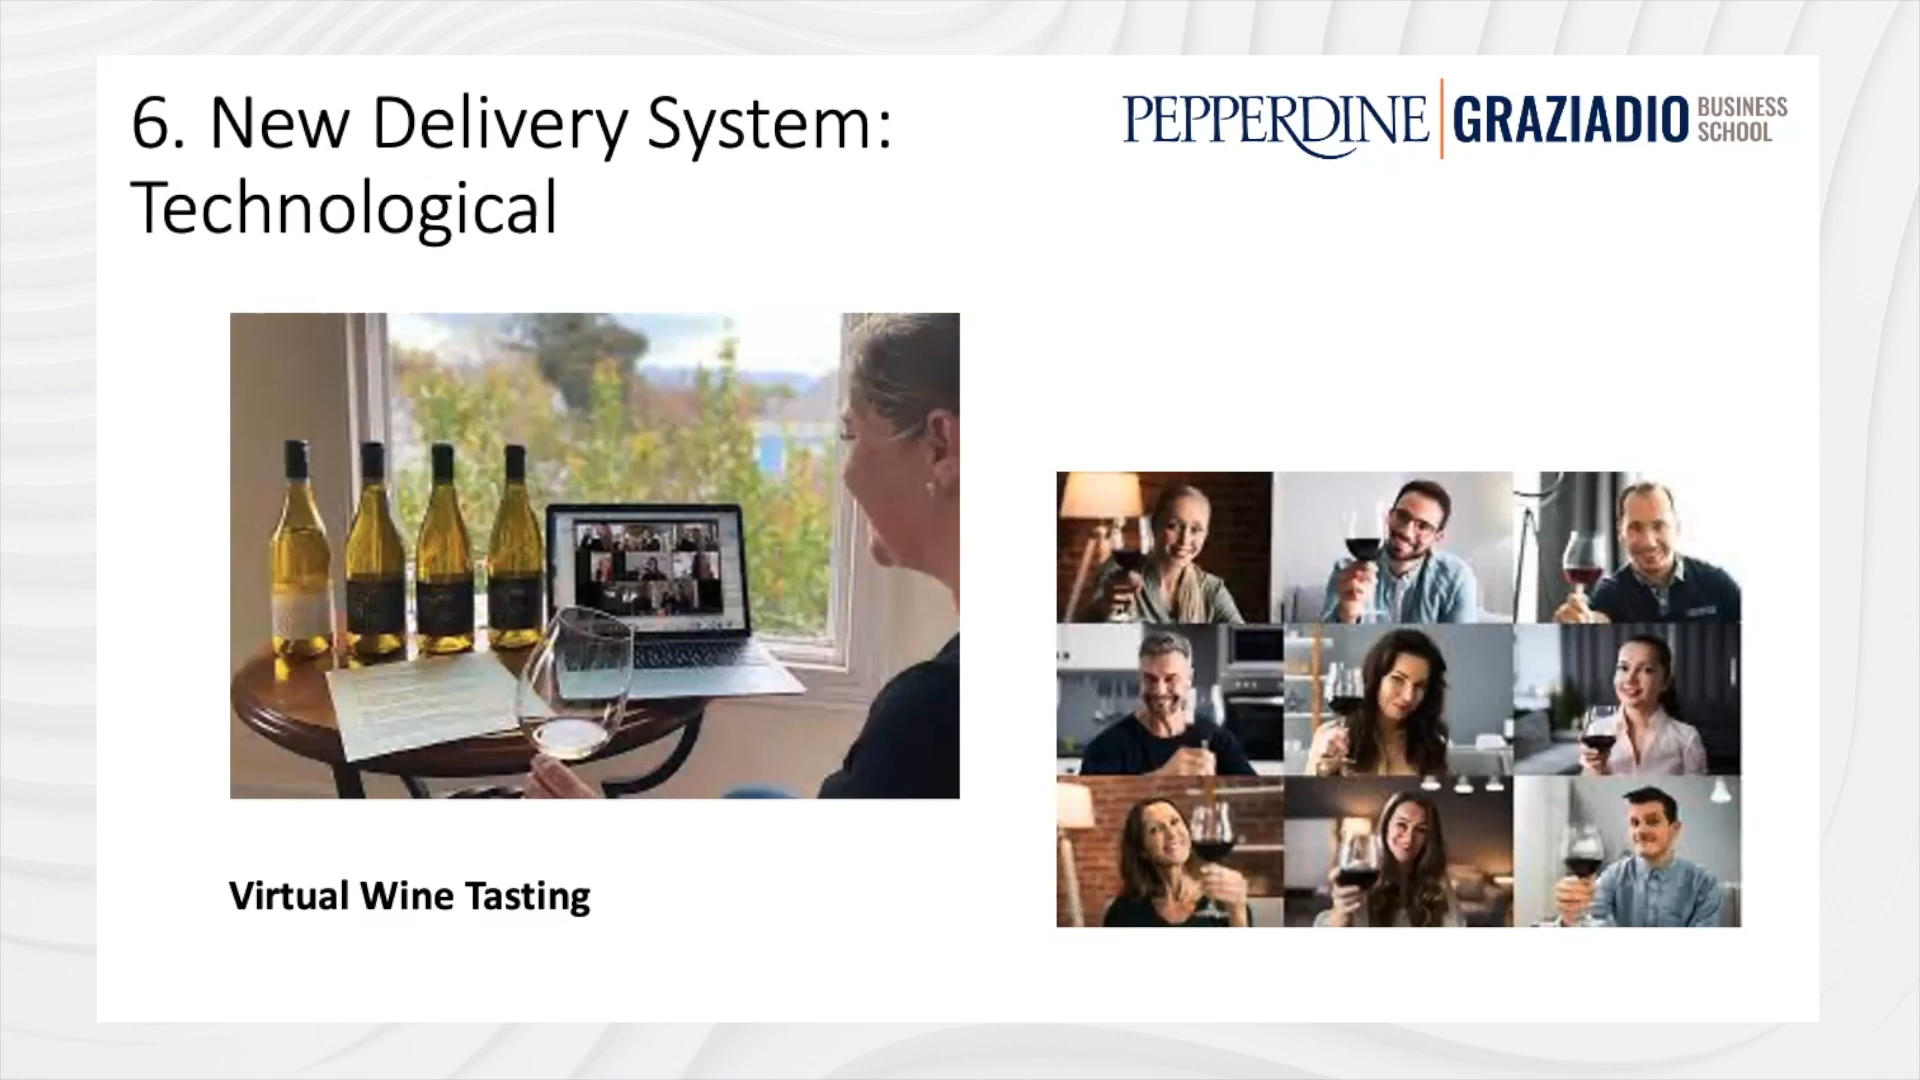 6. New Delivery System:
Technological
PEPPERDINE GRAZIADIO BUSINESS
SCHOOL
Virtual Wine Tasting